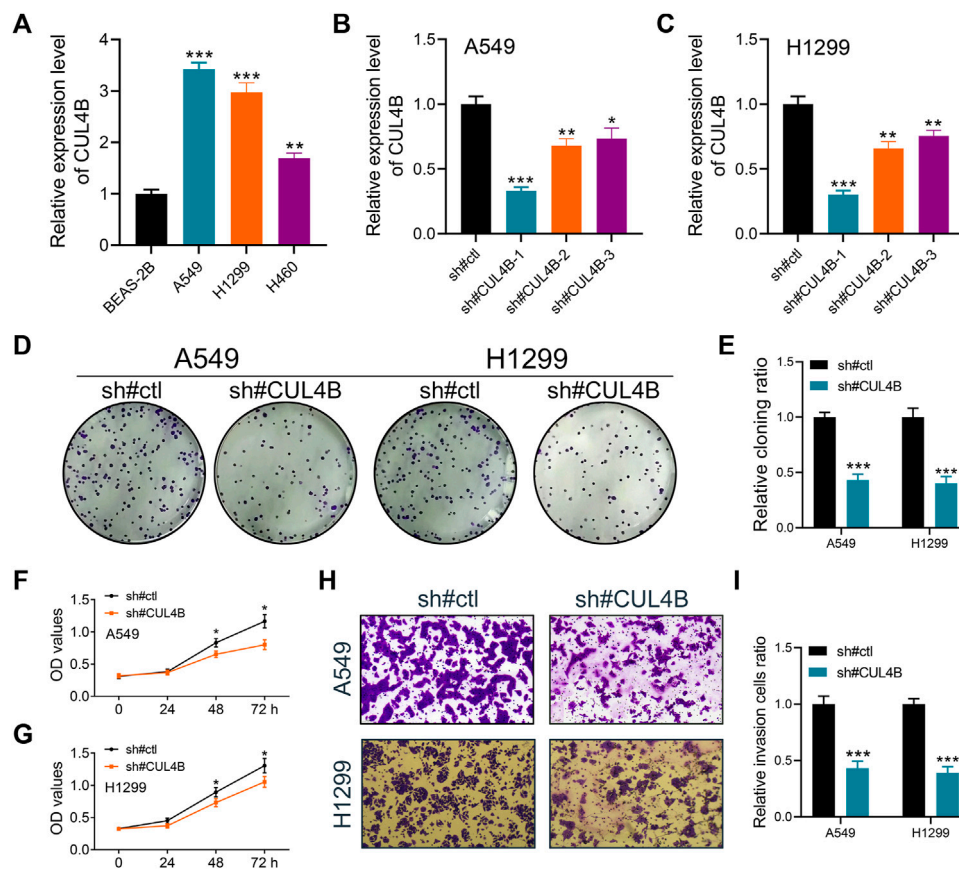 A
Relative expression level
of CUL4B
4
3
2
1
0
***
***
**
BEAS-2B
A549
H1299
H460
B
A549
Relative expression level
of CUL4B
1.5
1.0
0.5
0.0
***
**
*
sh#ctl
sh#CUL4B-1
sh#CUL4B-2
sh#CUL4B-3
C
H1299
Relative expression level
of CUL4B
1.5
1.0
0.5
0.0
***
**
**
sh#ctl
sh#CUL4B-1
sh#CUL4B-2
sh#CUL4B-3
D
A549 H1299
sh#ctl sh#CUL4B sh#ctl sh#CUL4B
E
Relative cloning ratio
1.5
1.0
0.5
0.0
sh#ctl
sh#CUL4B
***
***
A549 H1299
F
OD values
sh#ctl
sh#CUL4B
A549
1.5
1.0
0.5
0.0
* *
0 24 48 72 h
G
OD values
sh#ctl
sh#CUL4B
H1299
1.5
1.0
0.5
0.0
* *
0 24 48 72 h
H
sh#ctl sh#CUL4B
A549
H1299
I
Relative invasion cells ratio
1.5
1.0
0.5
0.0
sh#ctl
sh#CUL4B
***
***
A549 H1299